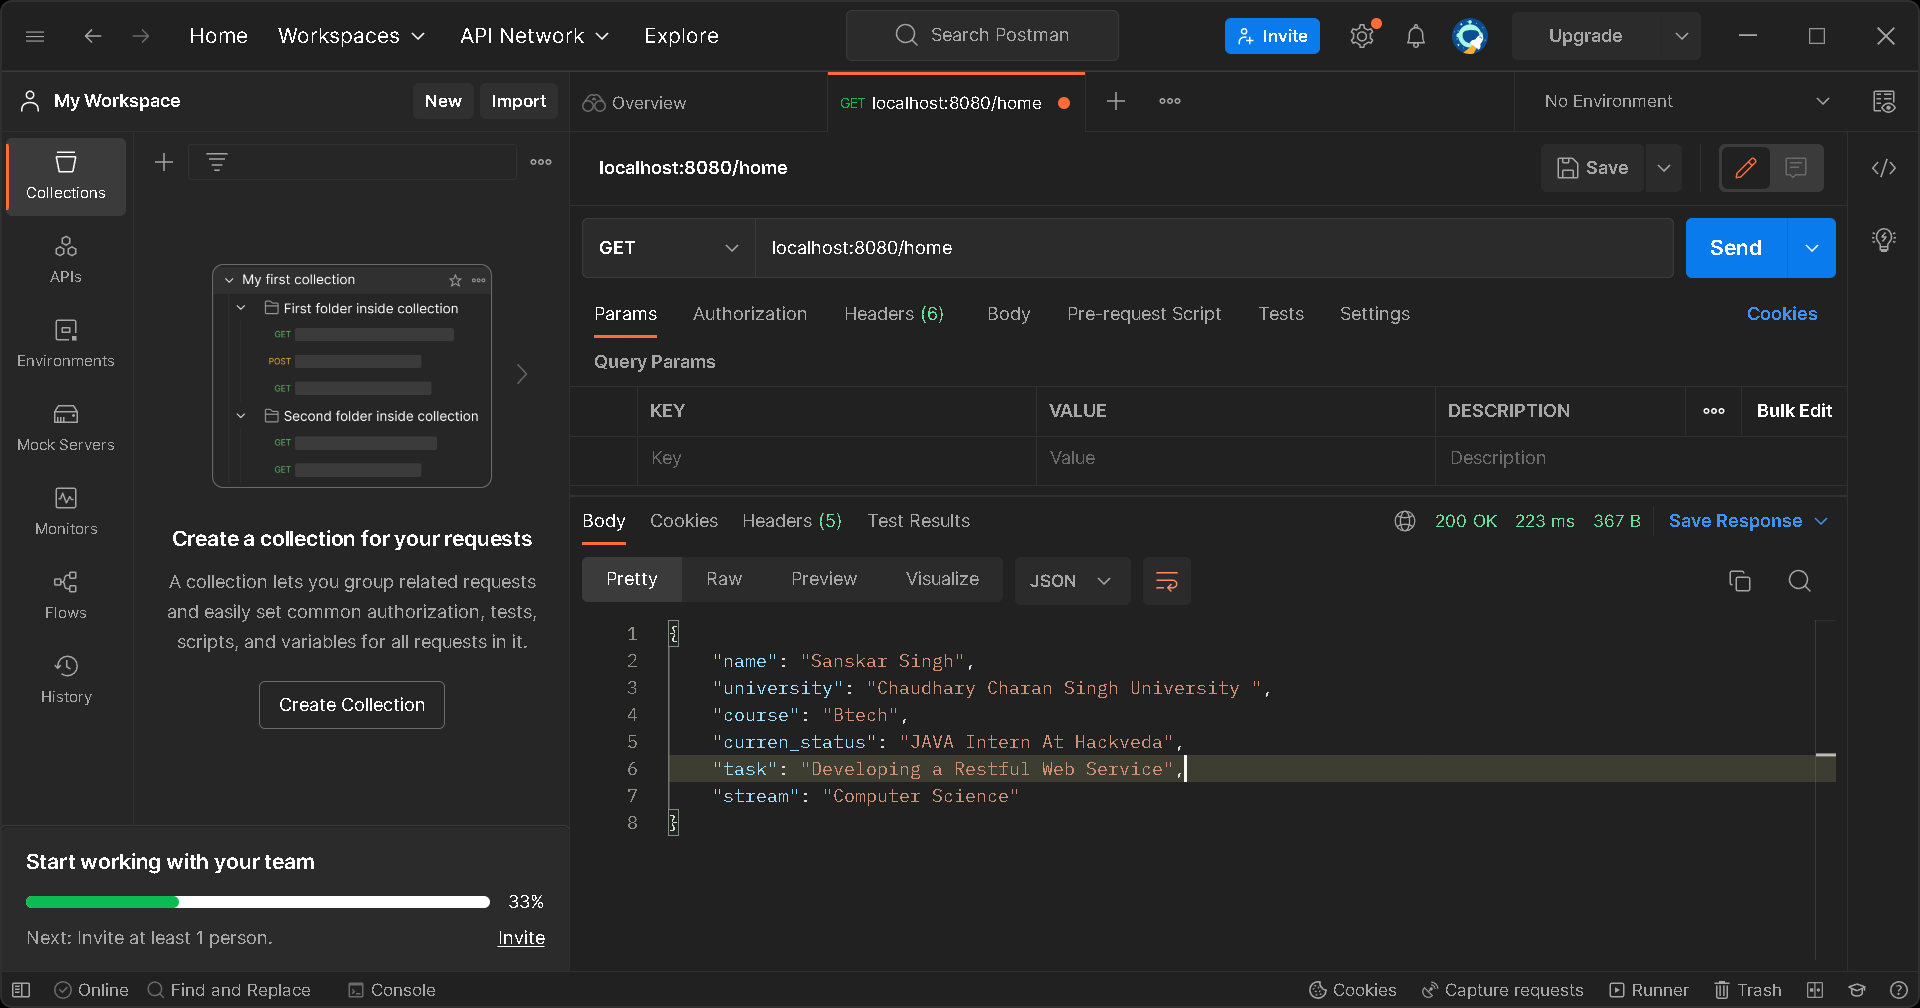 Home Workspaces API Network Explore Search Postman Invite Upgrade
My Workspace New Import Overview GET localhost:8080/home No Environment
Collections
APIs
Environments
Mock Servers
Monitors
Flows
History
My first collection
First folder inside collection
GET
POST
GET
Second folder inside collection
GET
GET
Create a collection for your requests
A collection lets you group related requests
and easily set common authorization, tests,
scripts, and variables for all requests in it.
Create Collection
Start working with your team
33%
Next: Invite at least 1 person. Invite
localhost:8080/home Save
GET localhost:8080/home Send
Params Authorization Headers (6) Body Pre-request Script Tests Settings Cookies
Query Params
KEY VALUE DESCRIPTION Bulk Edit
Key Value Description
Body Cookies Headers (5) Test Results 200 OK 223 ms 367 B Save Response
Pretty Raw Preview Visualize JSON
1 {
2 "name": "Sanskar Singh",
3 "university": "Chaudhary Charan Singh University ",
4 "course": "Btech",
5 "curren_status": "JAVA Intern At Hackveda",
6 "task": "Developing a Restful Web Service",
7 "stream": "Computer Science"
8 }
Online Find and Replace Console Cookies Capture requests Runner Trash